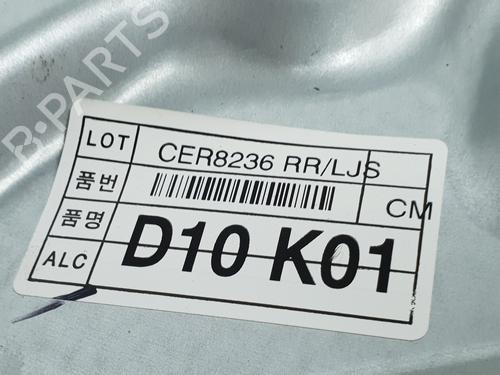 B-PARTS
LOT CER8236 RR/LJS
품번 CM
품명
ALC D10 K01